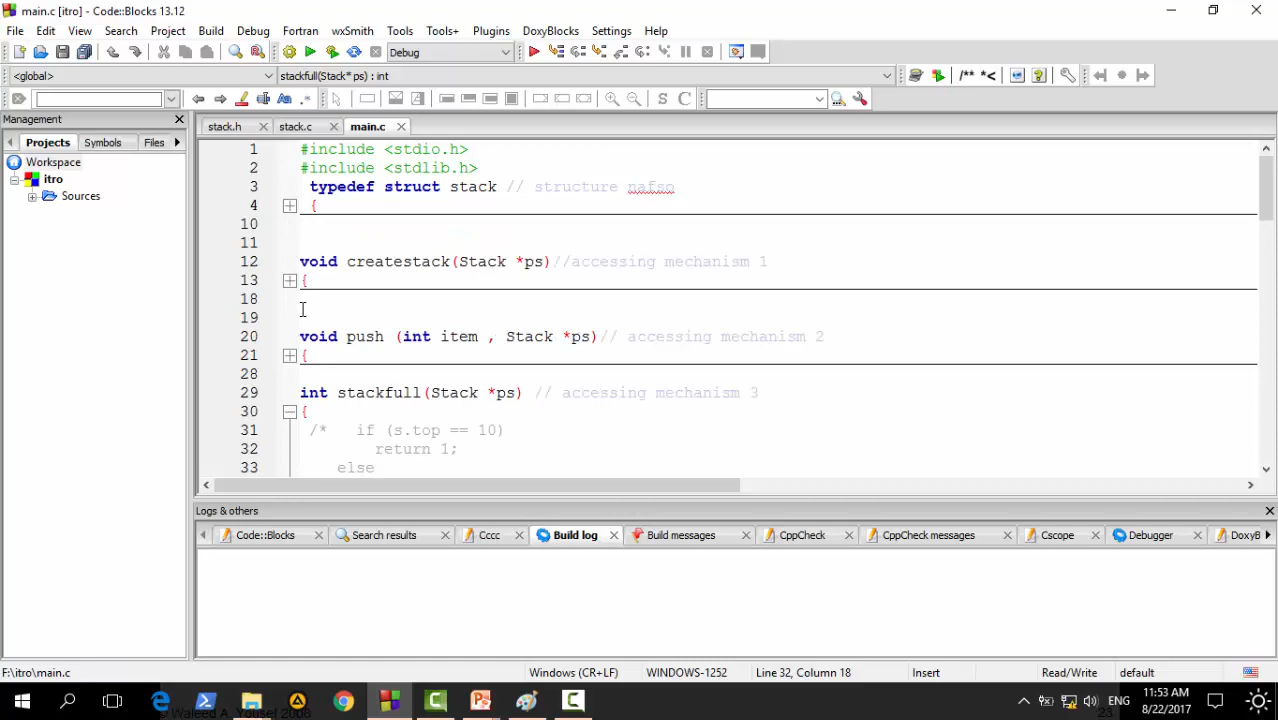 main.c [itro] - Code::Blocks 13.12
File Edit View Search Project Build Debug Fortran wxSmith Tools Tools+ Plugins DoxyBlocks Settings Help
Debug
<global> stackfull(Stack* ps) : int /** *<
Aa .* S C
Management
stack.h stack.c main.c
Projects Symbols Files
Workspace
itro
Sources
1 #include <stdio.h>
2 #include <stdlib.h>
3 typedef struct stack // structure nafso
4 {
10
11
12 void createstack(Stack *ps)//accessing mechanism 1
13 {
18
19
20 void push (int item , Stack *ps)// accessing mechanism 2
21 {
28
29 int stackfull(Stack *ps) // accessing mechanism 3
30 {
31 /* if (s.top == 10)
32 return 1;
33 else
Logs & others
Code::Blocks Search results Cccc Build log Build messages CppCheck CppCheck messages Cscope Debugger DoxyB
F:\itro\main.c Windows (CR+LF) WINDOWS-1252 Line 32, Column 18 Insert Read/Write default
ENG 11:53 AM
8/22/2017
s Waleed A. Yousef 2008 23